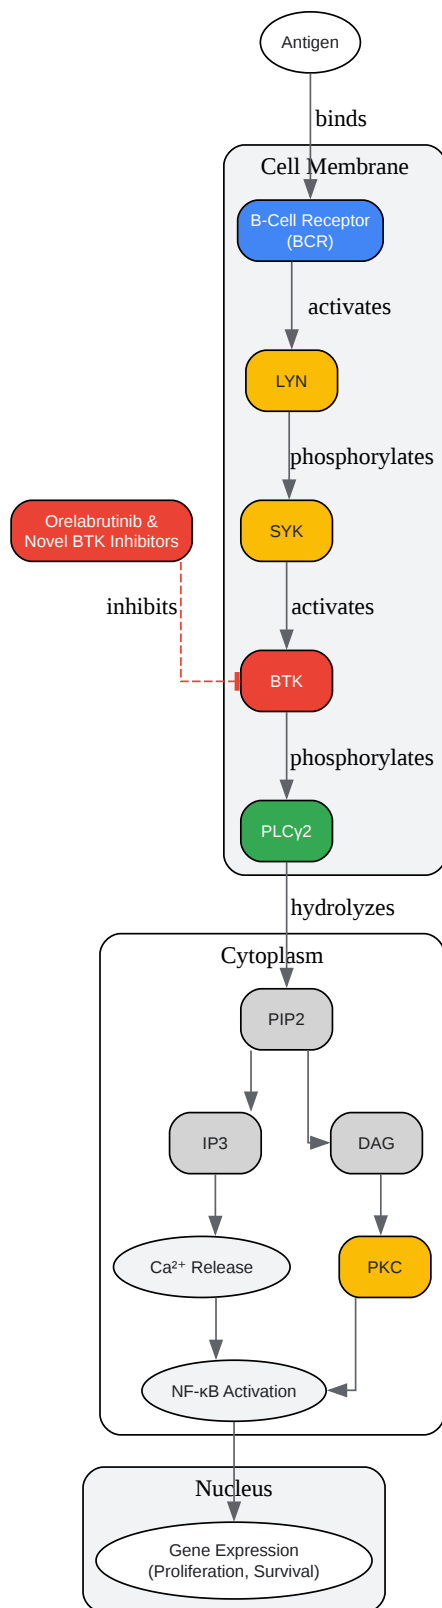 Antigen
binds
Cell Membrane
B-Cell Receptor
(BCR)
activates
LYN
phosphorylates
Orelabrutinib &
Novel BTK Inhibitors
SYK
inhibits
activates
BTK
phosphorylates
PLCγ2
hydrolyzes
Cytoplasm
PIP2
IP3
DAG
Ca²⁺ Release
PKC
NF-κB Activation
Nucleus
Gene Expression
(Proliferation, Survival)